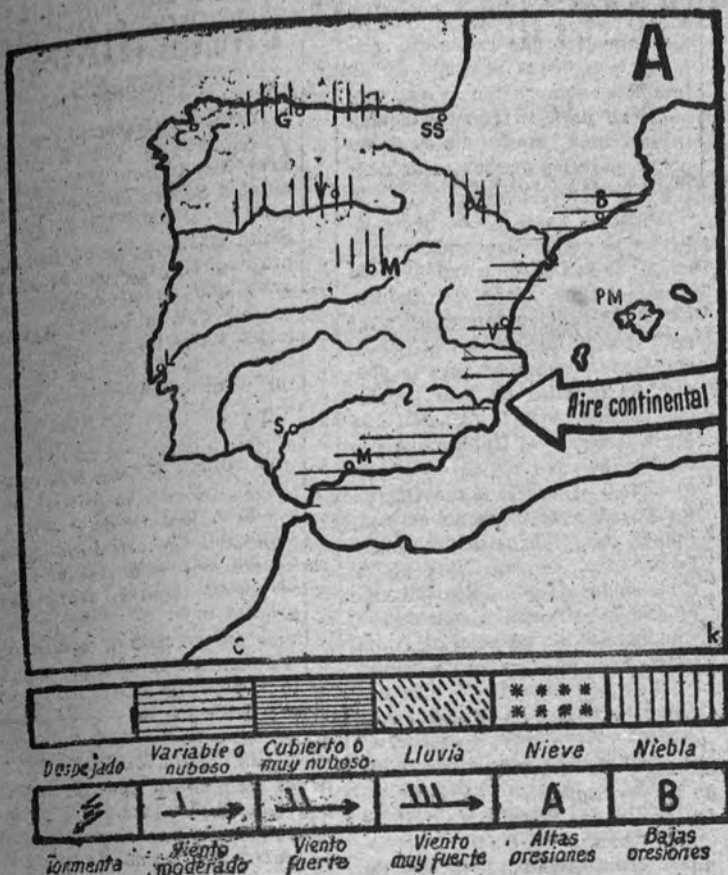 A
C
G
SS
V
Z
B
M
PM
V
L
Aire continental
S
M
C
k
Despejado
Variable o nuboso
Cubierto o muy nuboso
Lluvia
Nieve
Niebla
A
B
Tormenta
Viento moderado
Viento fuerte
Viento muy fuerte
Altas presiones
Bajas presiones